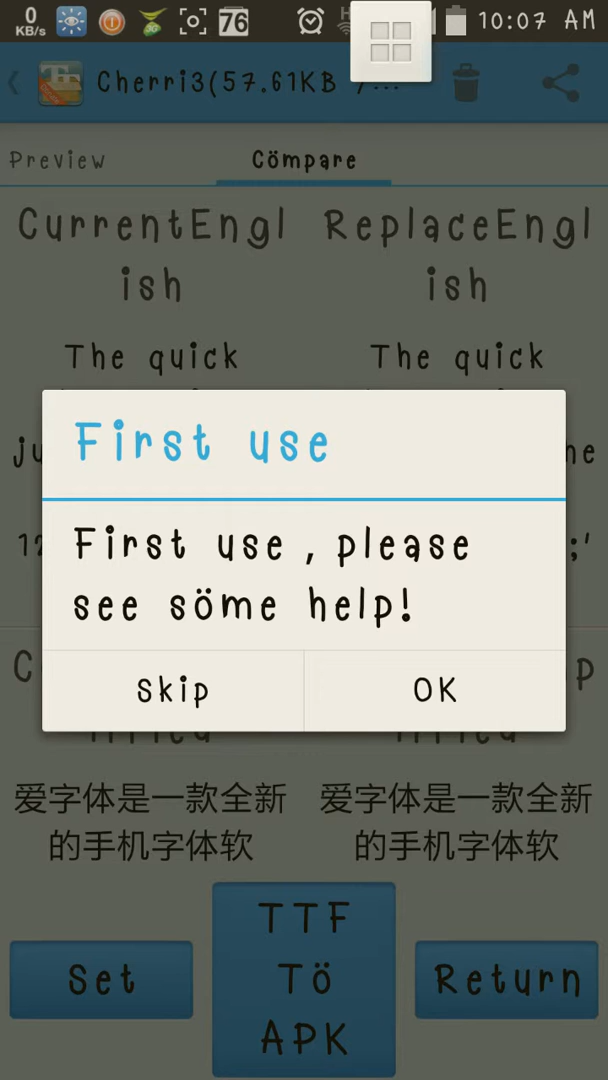 0
KB/s
76
H
10:07 AM
Cherri3(57.61KB /...
Preview
Cömpare
CurrentEngl
ish
ReplaceEngl
ish
The quick
The quick
ju
ne
12
;'
First use
First use , please
see söme help!
Skip
OK
C
p
爱字体是一款全新
的手机字体软
爱字体是一款全新
的手机字体软
Set
TTF
Tö
APK
Return